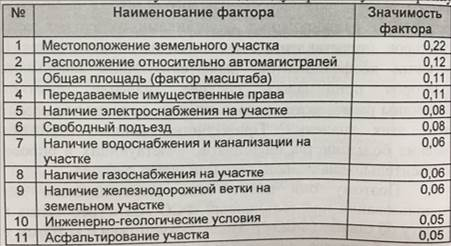 № Наименование фактора Значимость
фактора
1 Местоположение земельного участка 0,22
2 Расположение относительно автомагистралей 0,12
3 Общая площадь (фактор масштаба) 0,11
4 Передаваемые имущественные права 0,11
5 Наличие электроснабжения на участке 0,08
6 Свободный подъезд 0,08
7 Наличие водоснабжения и канализации на 0,06
участке
8 Наличие газоснабжения на участке 0,06
9 Наличие железнодорожной ветки на 0,06
земельном участке
10 Инженерно-геологические условия 0,05
11 Асфальтирование участка 0,05